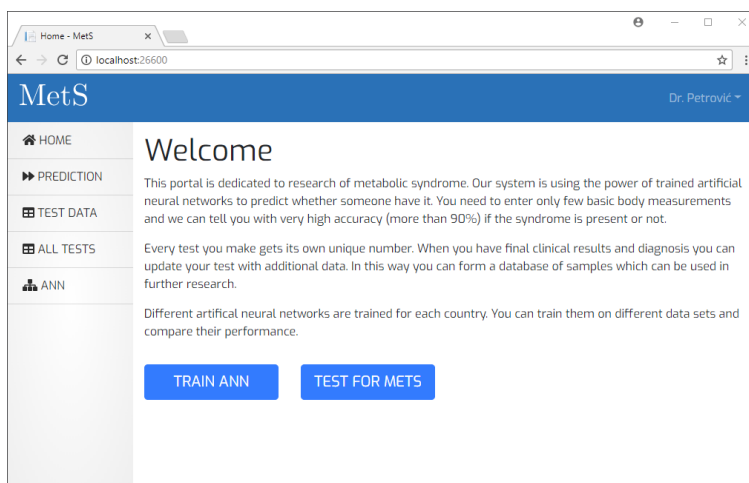 Home - MetS
localhost:26600
MetS
Dr. Petrović
HOME
PREDICTION
TEST DATA
ALL TESTS
ANN
Welcome
This portal is dedicated to research of metabolic syndrome. Our system is using the power of trained artificial
neural networks to predict whether someone have it. You need to enter only few basic body measurements
and we can tell you with very high accuracy (more than 90%) if the syndrome is present or not.
Every test you make gets its own unique number. When you have final clinical results and diagnosis you can
update your test with additional data. In this way you can form a database of samples which can be used in
further research.
Different artifical neural networks are trained for each country. You can train them on different data sets and
compare their performance.
TRAIN ANN
TEST FOR METS